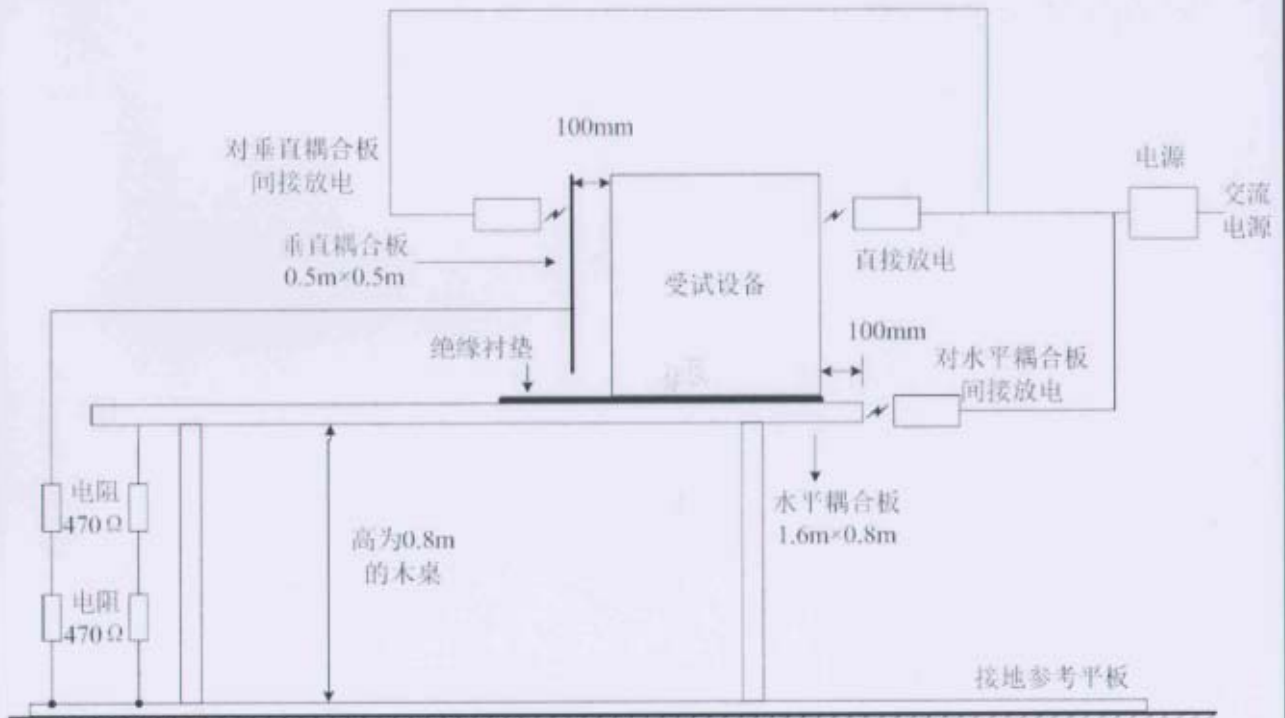 100mm
对垂直耦合板
间接放电
电源
交流
电源
垂直耦合板
0.5m×0.5m
直接放电
受试设备
100mm
绝缘衬垫
对水平耦合板
间接放电
电阻
470Ω
水平耦合板
1.6m×0.8m
高为0.8m
的木桌
电阻
470Ω
接地参考平板